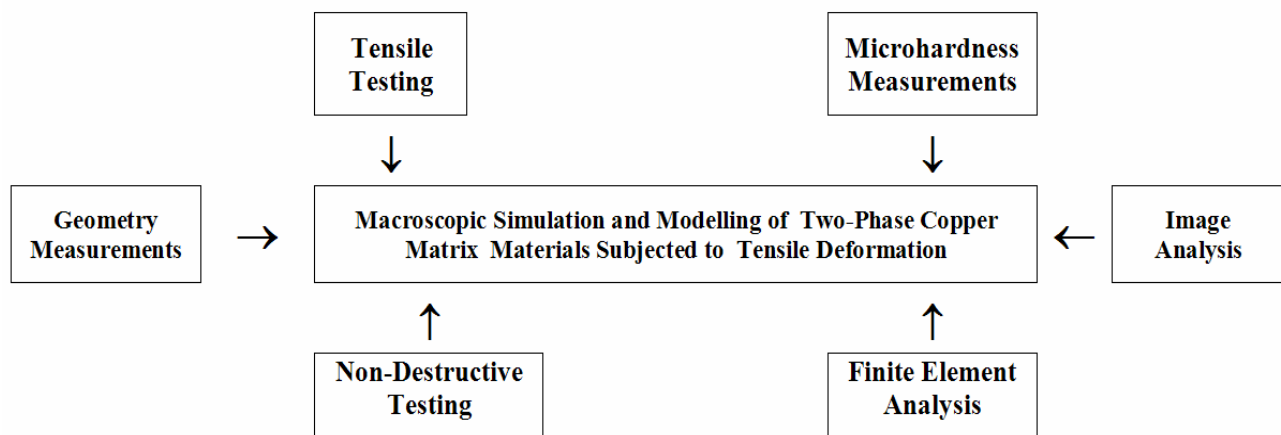 Tensile
Testing
Microhardness
Measurements
Geometry
Measurements
Macroscopic Simulation and Modelling of Two-Phase Copper
Matrix Materials Subjected to Tensile Deformation
Image
Analysis
Non-Destructive
Testing
Finite Element
Analysis